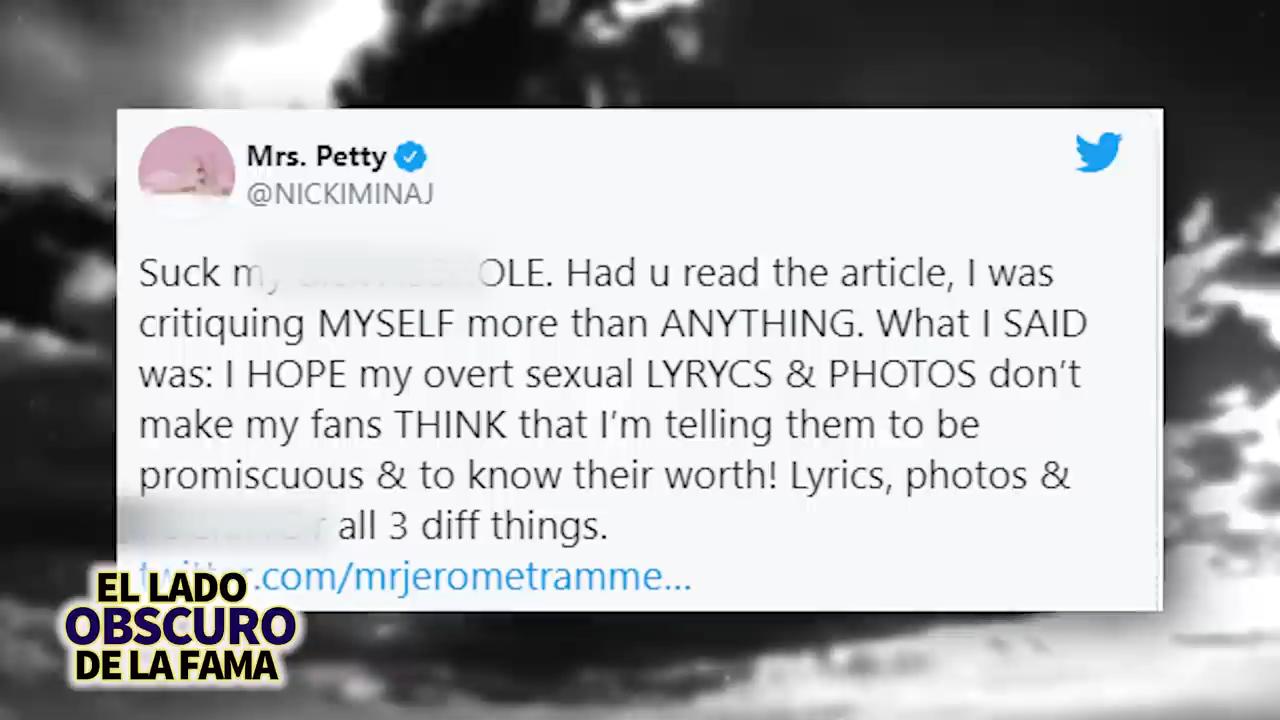 Mrs. Petty
@NICKIMINAJ
Suck my OLE. Had u read the article, I was
critiquing MYSELF more than ANYTHING. What I SAID
was: I HOPE my overt sexual LYRYCS & PHOTOS don't
make my fans THINK that I'm telling them to be
promiscuous & to know their worth! Lyrics, photos &
all 3 diff things.
twitter.com/mrjerometramme...
EL LADO
OBSCURO
DE LA FAMA